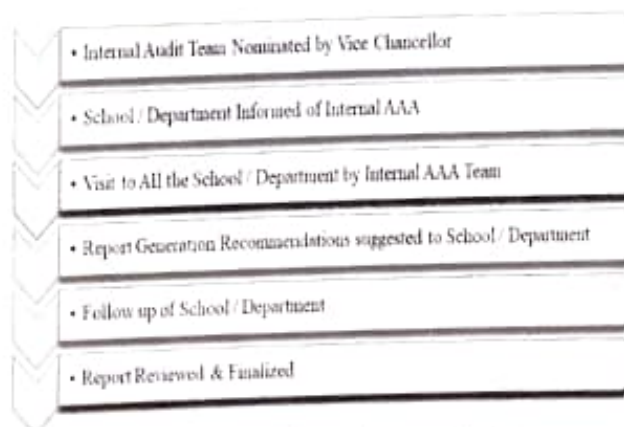 • Internal Audit Team Nominated by Vice Chancellor
• School / Department Informed of Internal AAA
• Visit to All the School / Department by Internal AAA Team
• Report Generation Recommendations suggested to School / Department
• Follow up of School / Department
• Report Reviewed & Finalized